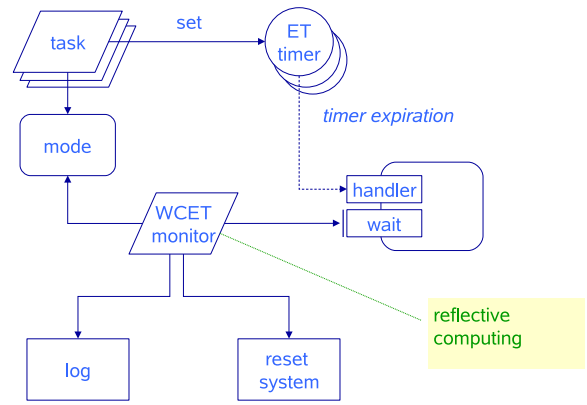 set
task
ET
timer
timer expiration
mode
handler
WCET
monitor
wait
reflective
computing
log
reset
system